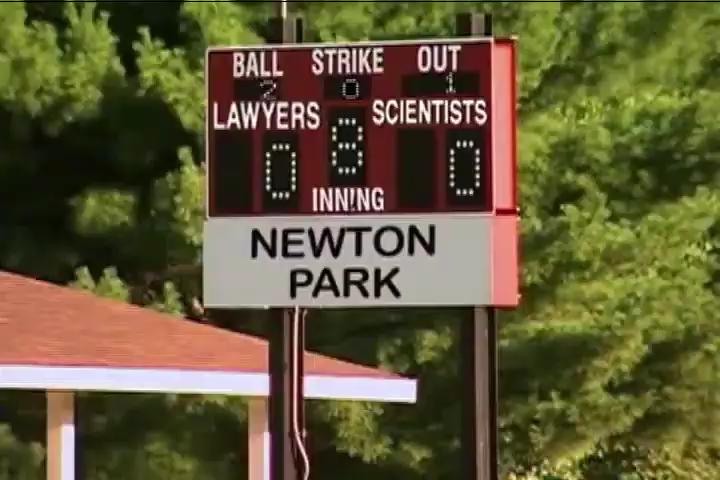 BALL STRIKE OUT
2 0 1
LAWYERS SCIENTISTS
0 8 0
INNING
NEWTON
PARK